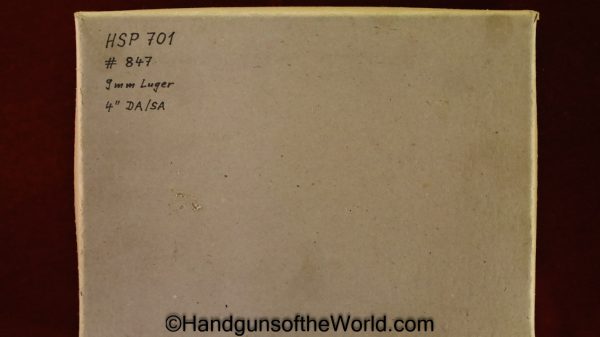 HSP 701
# 847
9mm Luger
4" DA/SA
©HandgunsoftheWorld.com